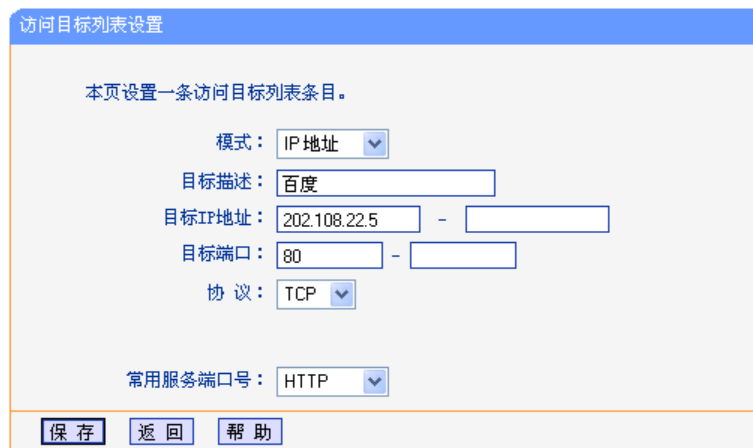 访问目标列表设置
本页设置一条访问目标列表条目。
模式： IP地址
目标描述： 百度
目标IP地址： 202.108.22.5 -
目标端口： 80 -
协 议： TCP
常用服务端口号： HTTP
保 存 返 回 帮 助